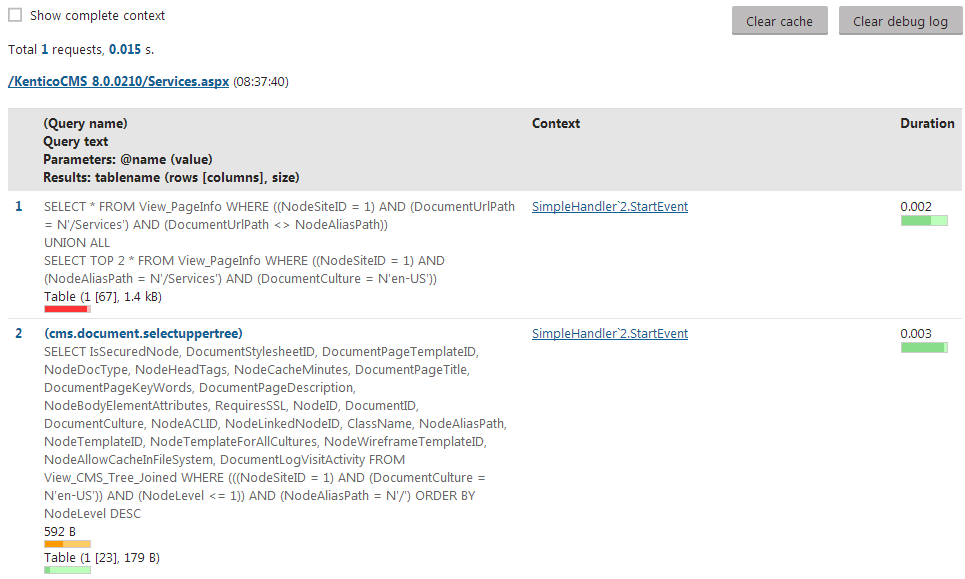 Show complete context
Clear cache
Clear debug log
Total 1 requests, 0.015 s.
/KenticoCMS_8.0.0210/Services.aspx (08:37:40)
(Query name)
Query text
Parameters: @name (value)
Results: tablename (rows [columns], size)
Context
Duration
1
SELECT * FROM View_PageInfo WHERE ((NodeSiteID = 1) AND (DocumentUrlPath
= N'/Services') AND (DocumentUrlPath <> NodeAliasPath))
UNION ALL
SELECT TOP 2 * FROM View_PageInfo WHERE ((NodeSiteID = 1) AND
(NodeAliasPath = N'/Services') AND (DocumentCulture = N'en-US'))
Table (1 [67], 1.4 kB)
SimpleHandler`2.StartEvent
0.002
2
(cms.document.selectuppertree)
SELECT IsSecuredNode, DocumentStylesheetID, DocumentPageTemplateID,
NodeDocType, NodeHeadTags, NodeCacheMinutes, DocumentPageTitle,
DocumentPageKeyWords, DocumentPageDescription,
NodeBodyElementAttributes, RequiresSSL, NodeID, DocumentID,
DocumentCulture, NodeACLID, NodeLinkedNodeID, ClassName, NodeAliasPath,
NodeTemplateID, NodeTemplateForAllCultures, NodeWireframeTemplateID,
NodeAllowCacheInFileSystem, DocumentLogVisitActivity FROM
View_CMS_Tree_Joined WHERE (((NodeSiteID = 1) AND (DocumentCulture =
N'en-US')) AND (NodeLevel <= 1)) AND (NodeAliasPath = N'/') ORDER BY
NodeLevel DESC
592 B
Table (1 [23], 179 B)
SimpleHandler`2.StartEvent
0.003